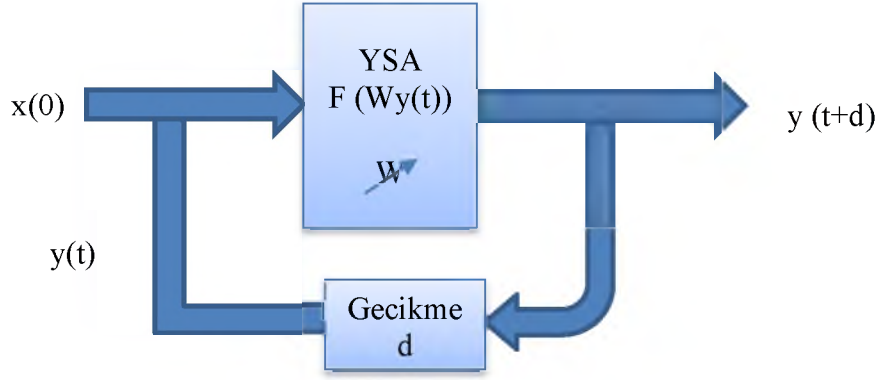 YSA
F (Wy(t))
x(0)
y (t+d)
W
y(t)
Gecikme
d